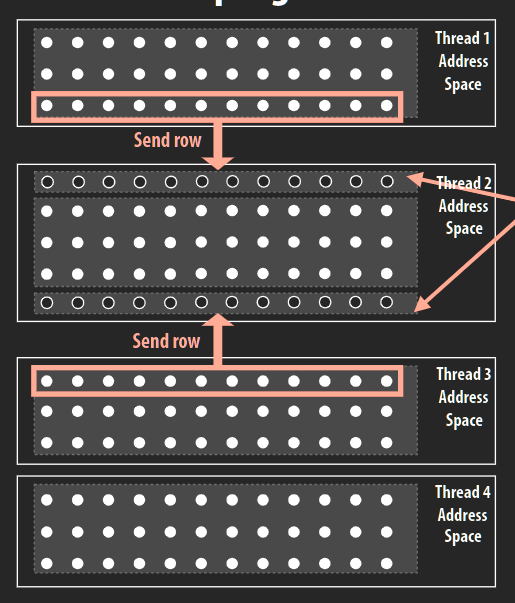 Thread 1
Address
Space
Send row
Thread 2
Address
Space
Send row
Thread 3
Address
Space
Thread 4
Address
Space